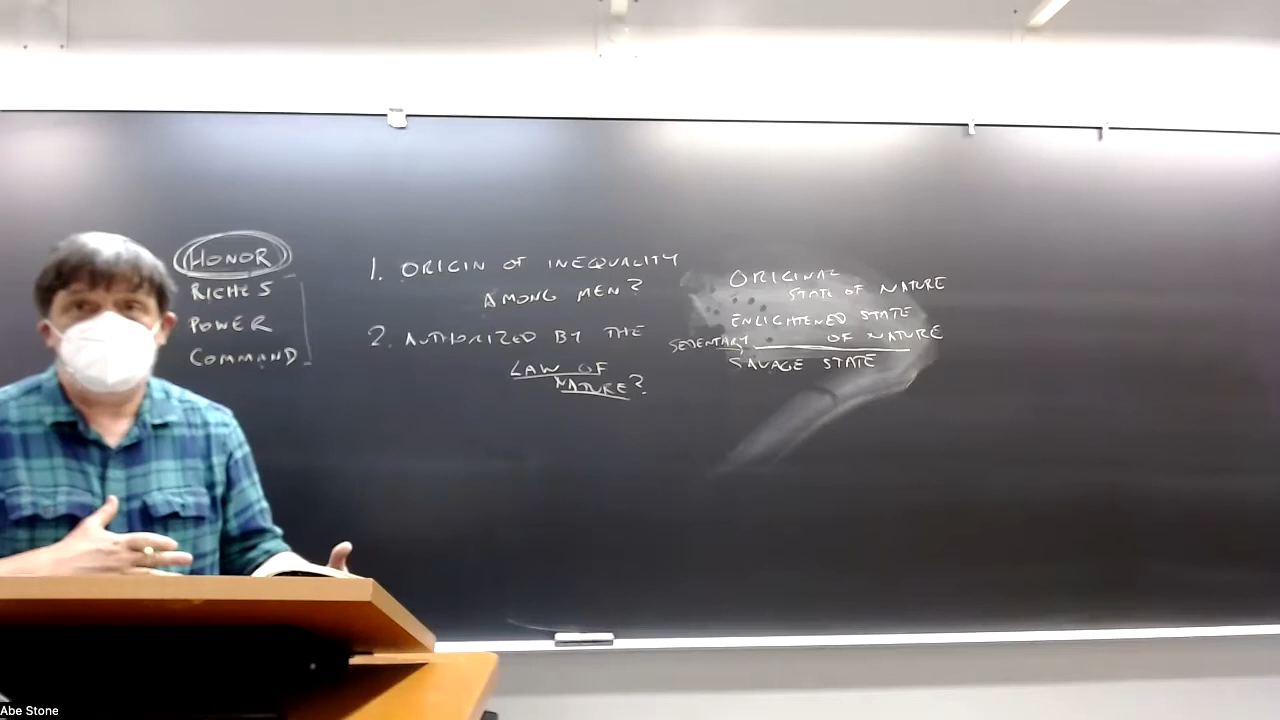 HONOR
RICHES
POWER
COMMAND
1. ORIGIN OF INEQUALITY
AMONG MEN?
2. AUTHORIZED BY THE
LAW OF
NATURE?
ORIGINAL
STATE OF NATURE
ENLIGHTENED STATE
OF NATURE
SEDENTARY
SAVAGE STATE
Abe Stone